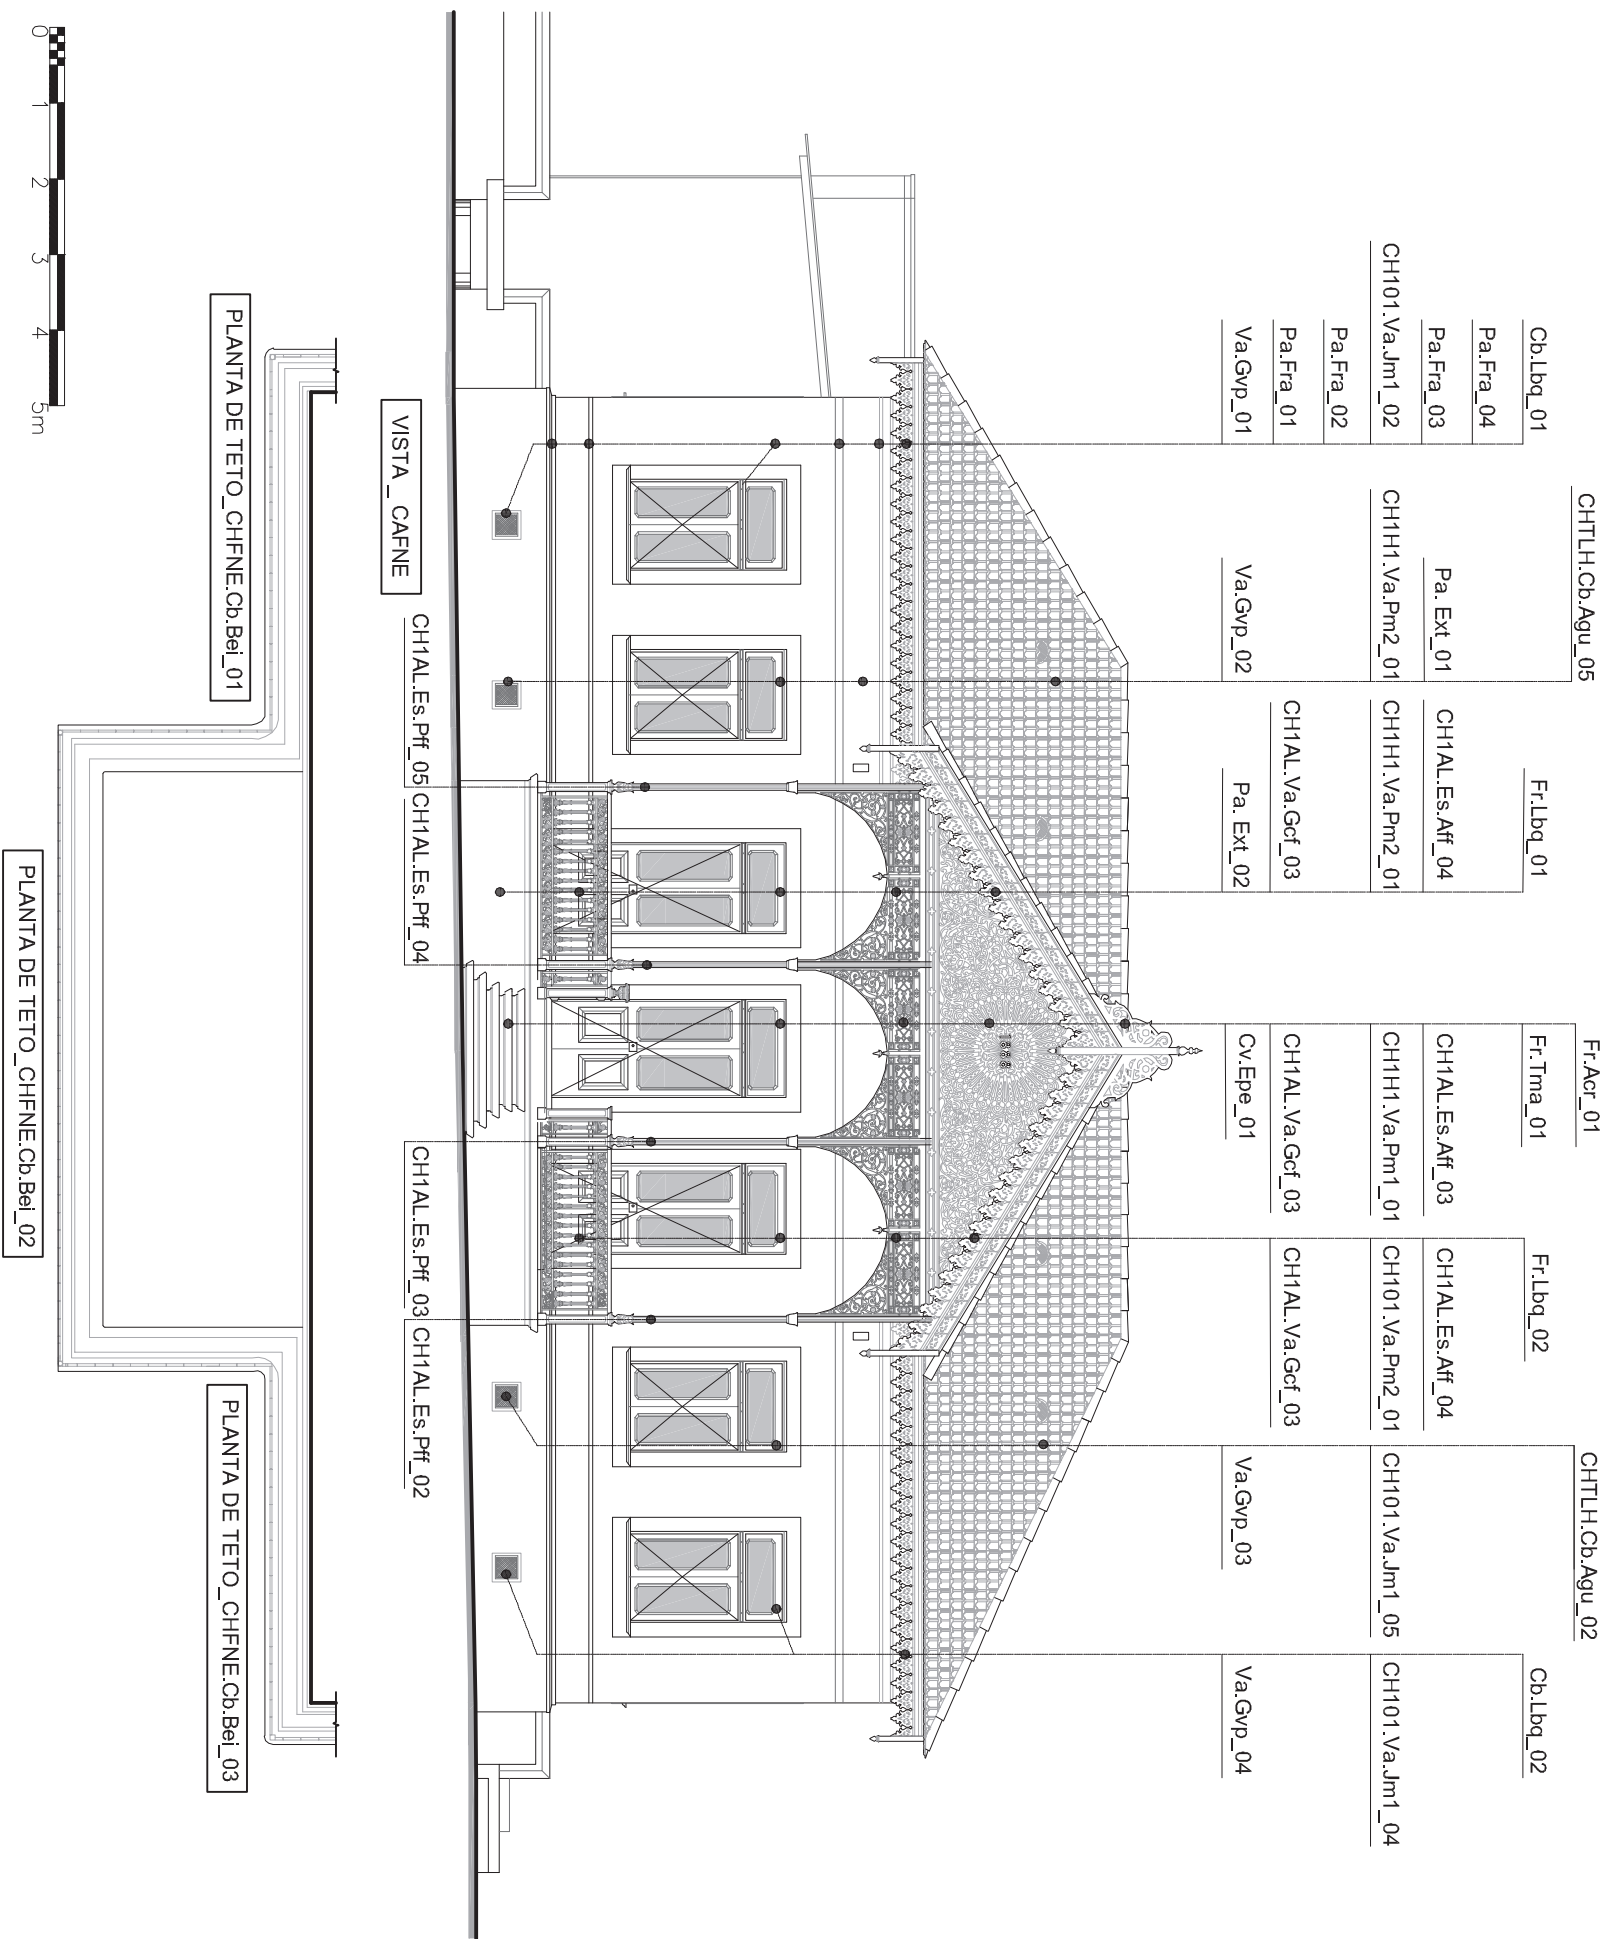 CHTLH.Cb.Agu_05
Fr.Acr_01
CHTLH.Cb.Agu_02
Cb.Lbq_01
Fr.Lbq_01
Fr.Tma_01
Fr.Lbq_02
Cb.Lbq_02
Pa.Fra_04
Pa.Fra_03
Pa. Ext_01
CH1AL.Es.Aff_04
CH1AL.Es.Aff_03
CH1AL.Es.Aff_04
CH101.Va.Jm1_02
CH1H1.Va.Pm2_01
CH1H1.Va.Pm2_01
CH1H1.Va.Pm1_01
CH101.Va.Pm2_01
CH101.Va.Jm1_05
CH101.Va.Jm1_04
Pa.Fra_02
Pa.Fra_01
CH1AL.Va.Gcf_03
CH1AL.Va.Gcf_03
CH1AL.Va.Gcf_03
Va.Gvp_01
Va.Gvp_02
Pa. Ext_02
Cv.Epe_01
Va.Gvp_03
Va.Gvp_04
VISTA_ CAFNE
CH1AL.Es.Pff_05
CH1AL.Es.Pff_04
CH1AL.Es.Pff_03
CH1AL.Es.Pff_02
PLANTA DE TETO_CHFNE.Cb.Bei_01
PLANTA DE TETO_CHFNE.Cb.Bei_03
PLANTA DE TETO_CHFNE.Cb.Bei_02
0 1 2 3 4 5m